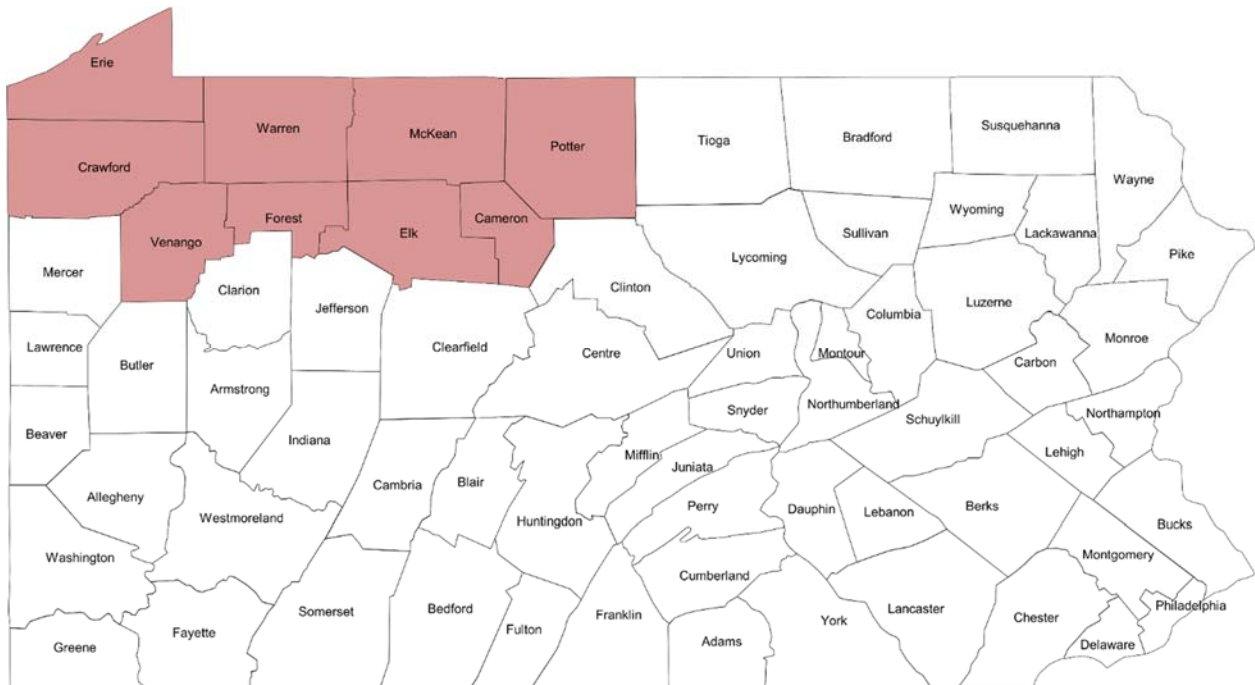 Erie
Warren
McKean
Potter
Tioga
Bradford
Susquehanna
Crawford
Wayne
Venango
Forest
Elk
Cameron
Wyoming
Lackawanna
Sullivan
Pike
Mercer
Clarion
Lycoming
Clinton
Jefferson
Luzerne
Columbia
Lawrence
Butler
Clearfield
Centre
Union
Montour
Carbon
Monroe
Armstrong
Snyder
Northumberland
Schuylkill
Northampton
Beaver
Indiana
Mifflin
Juniata
Lehigh
Allegheny
Cambria
Blair
Westmoreland
Huntingdon
Perry
Dauphin
Lebanon
Berks
Bucks
Washington
Cumberland
Montgomery
Somerset
Bedford
Fulton
Franklin
Lancaster
Philadelphia
Greene
Fayette
Adams
York
Chester
Delaware